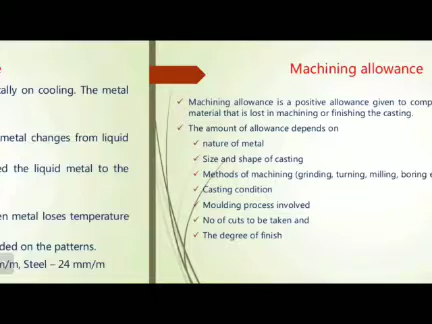 ally on cooling. The metal
metal changes from liquid
ed the liquid metal to the
en metal loses temperature
ded on the patterns.
m/m, Steel – 24 mm/m
Machining allowance
Machining allowance is a positive allowance given to comp
material that is lost in machining or finishing the casting.
The amount of allowance depends on
nature of metal
Size and shape of casting
Methods of machining (grinding, turning, milling, boring e
Casting condition
Moulding process involved
No of cuts to be taken and
The degree of finish